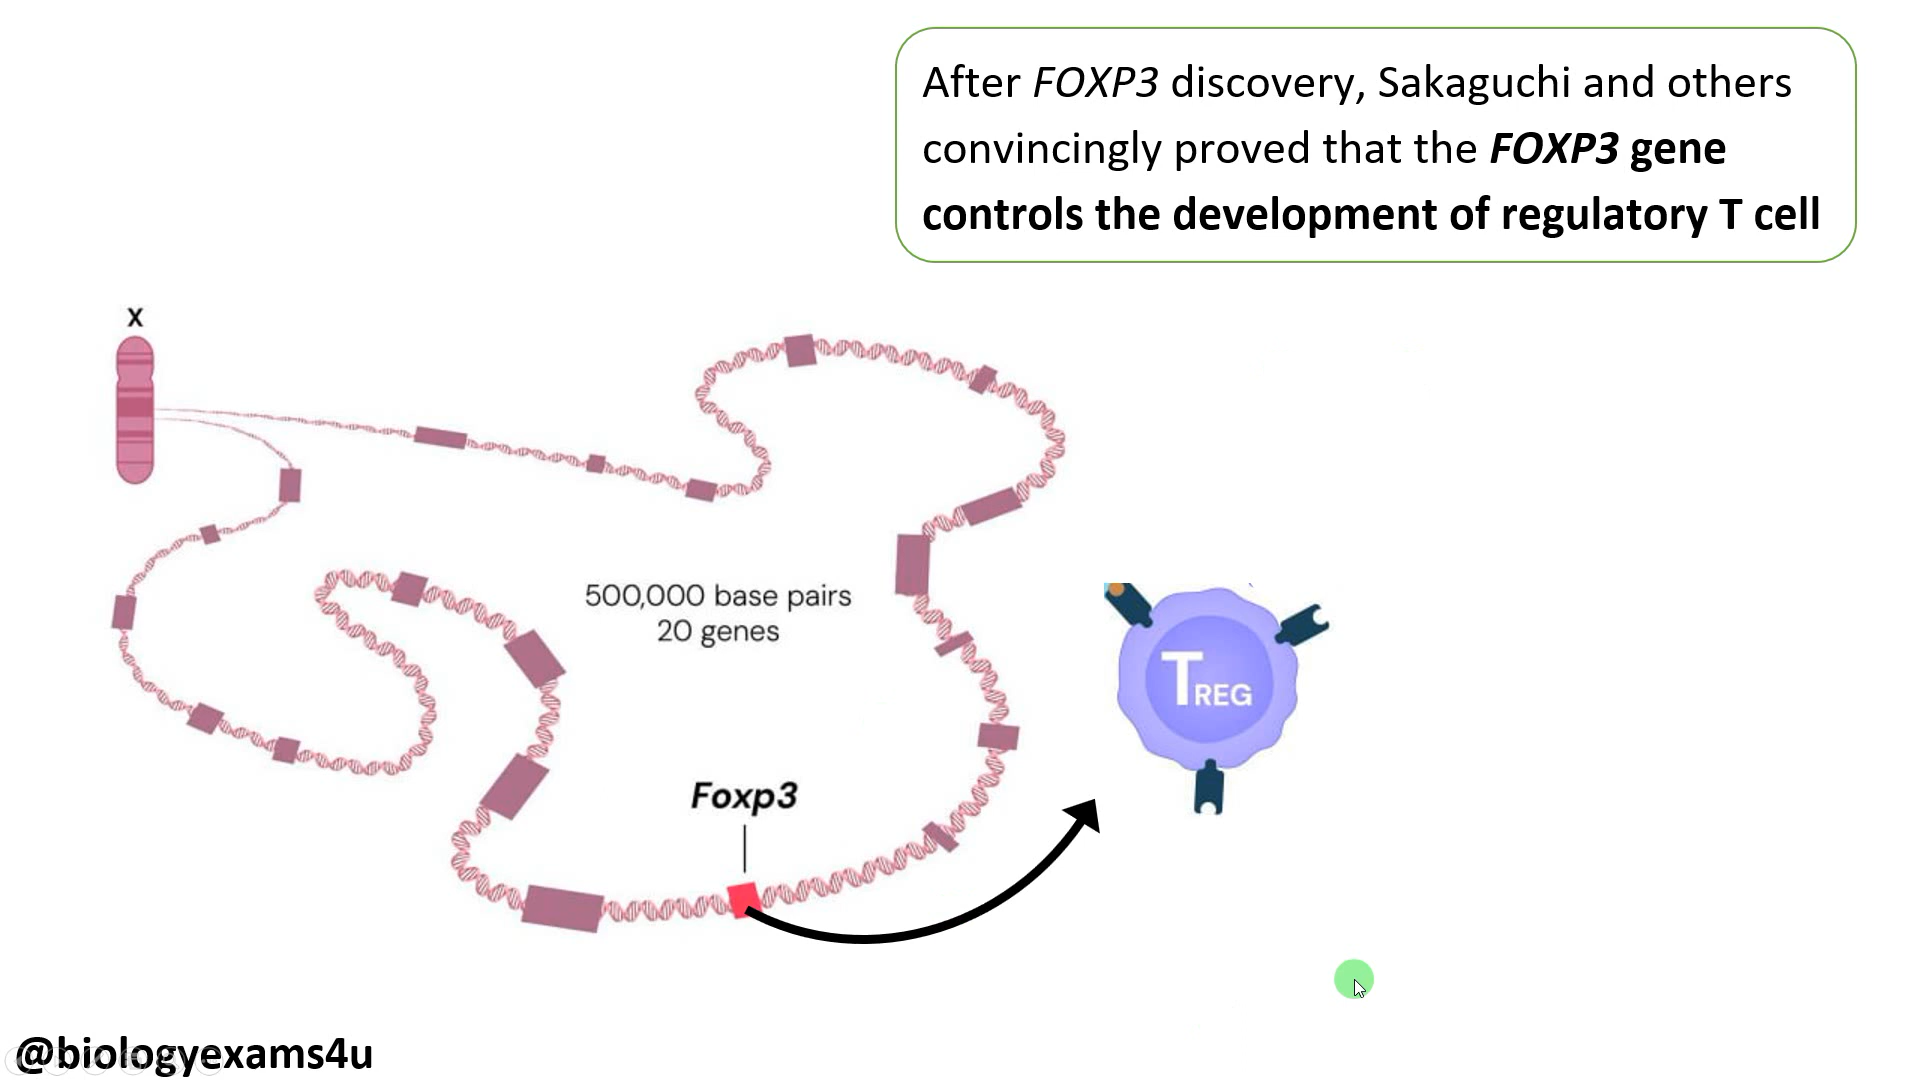 After FOXP3 discovery, Sakaguchi and others
convincingly proved that the FOXP3 gene
controls the development of regulatory T cell
X
500,000 base pairs
20 genes
TREG
Foxp3
@biologyexams4u